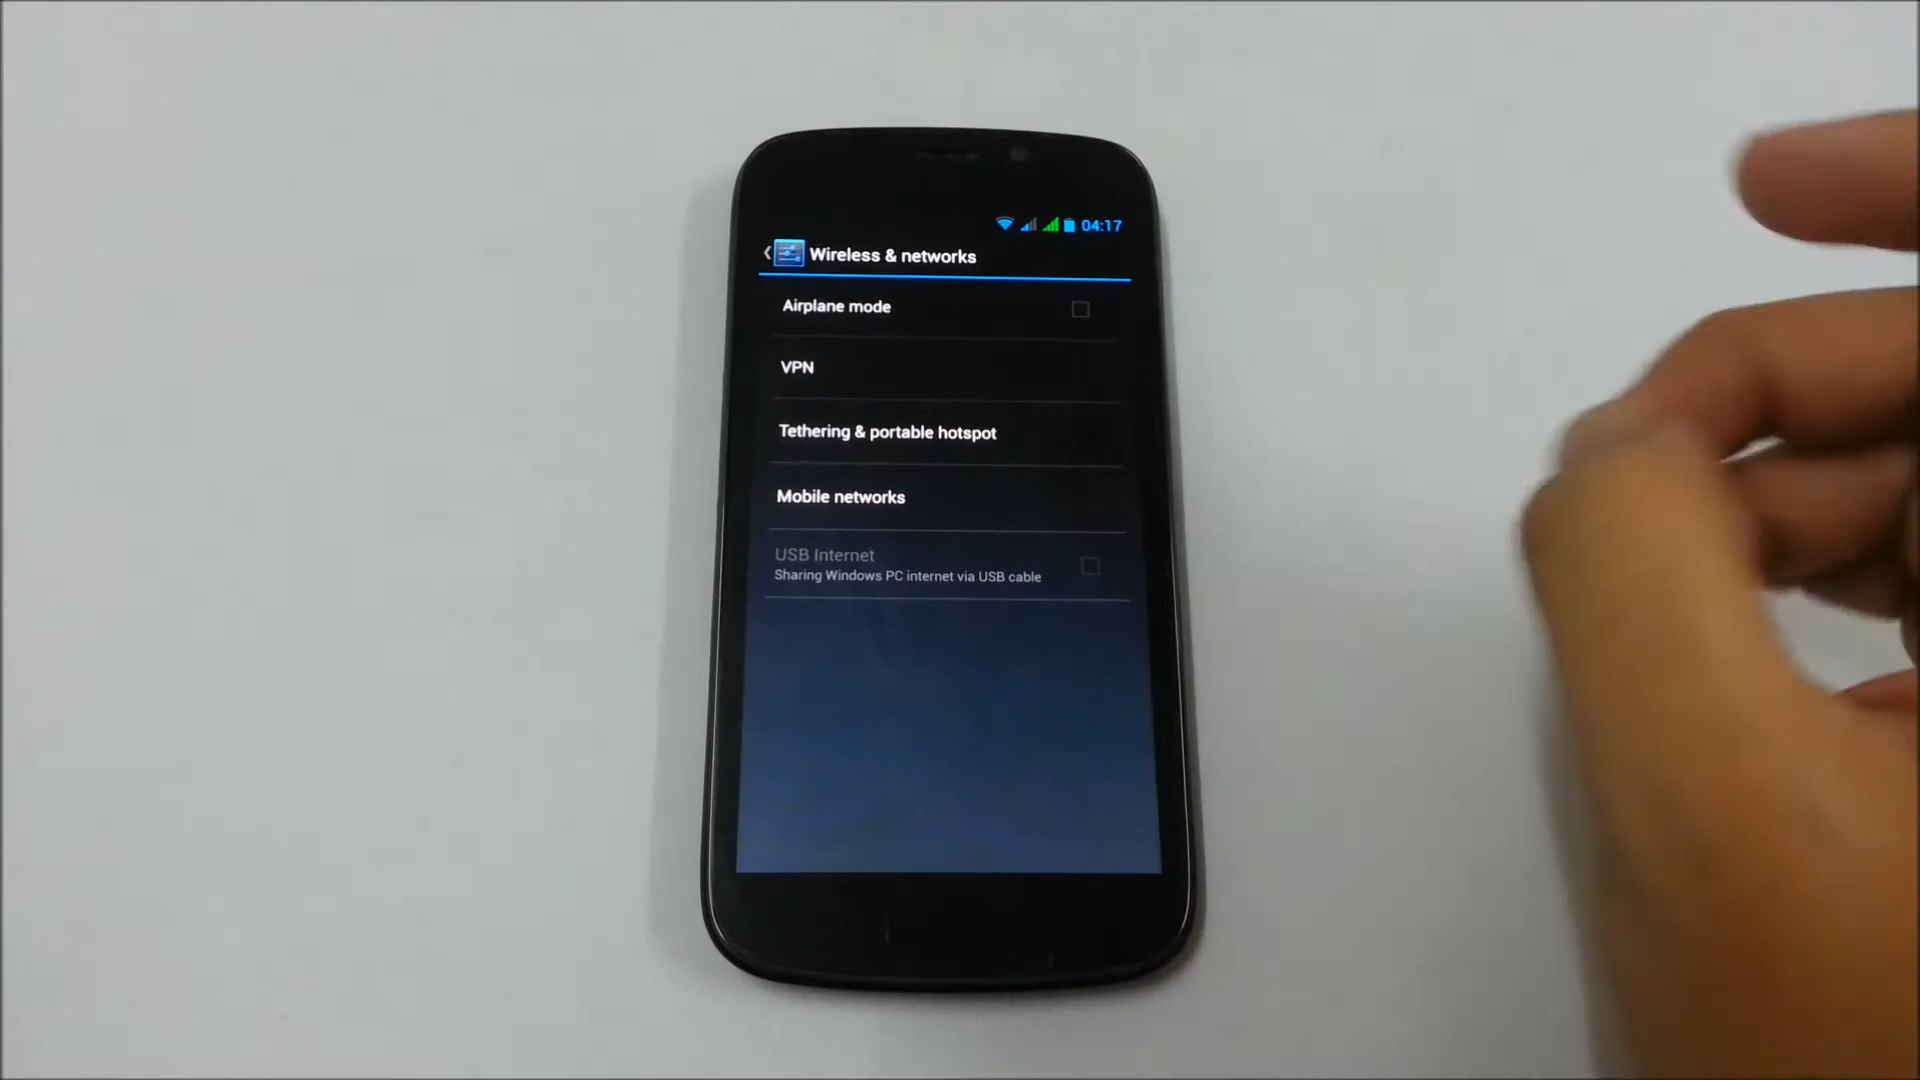 04:17
Wireless & networks
Airplane mode
VPN
Tethering & portable hotspot
Mobile networks
USB Internet
Sharing Windows PC internet via USB cable